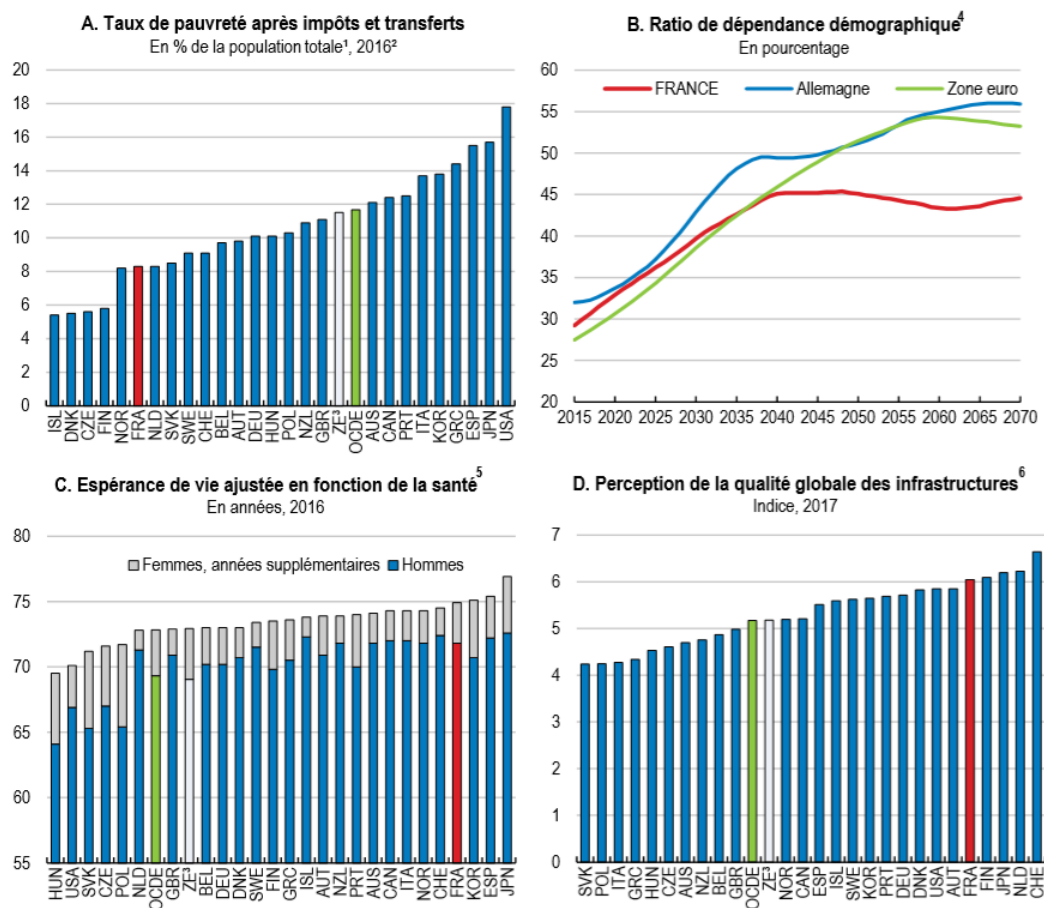 A. Taux de pauvreté après impôts et transferts
En % de la population totale¹, 2016²
20
18
16
14
12
10
8
6
4
2
0
ISL DNK CZE FIN NOR FRA NLD SVK SWE CHE BEL AUT DEU HUN POL NZL GBR ZE³ OCDE AUS CAN PRT ITA KOR GRC ESP JPN USA
B. Ratio de dépendance démographique⁴
En pourcentage
FRANCE Allemagne Zone euro
60
55
50
45
40
35
30
25
20
2015 2020 2025 2030 2035 2040 2045 2050 2055 2060 2065 2070
C. Espérance de vie ajustée en fonction de la santé⁵
En années, 2016
Femmes, années supplémentaires Hommes
80
75
70
65
60
55
HUN USA SVK CZE POL NLD OCDE GBR ZE³ BEL DEU DNK SWE FIN GRC ISL AUT NZL PRT AUS CAN ITA NOR CHE FRA KOR ESP JPN
D. Perception de la qualité globale des infrastructures⁶
Indice, 2017
7
6
5
4
3
2
1
0
SVK POL ITA GRC HUN CZE AUS NZL BEL GBR OCDE ZE³ NOR CAN ESP ISL SWE KOR PRT DEU DNK USA AUT FRA FIN JPN NLD CHE